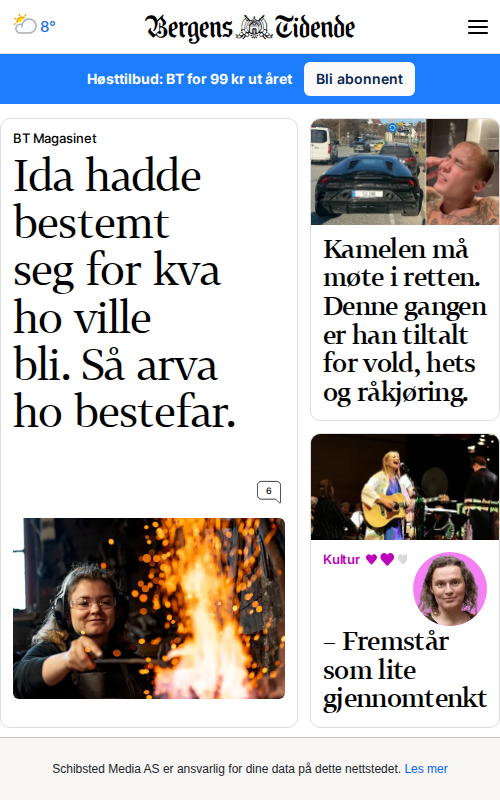 8°
Bergens Tidende
Høsttilbud: BT for 99 kr ut året
Bli abonnent
BT Magasinet
Ida hadde
bestemt
seg for kva
ho ville
bli. Så arva
ho bestefar.
6
Kamelen må
møte i retten.
Denne gangen
er han tiltalt
for vold, hets
og råkjøring.
Kultur
– Fremstår
som lite
gjennomtenkt
Schibsted Media AS er ansvarlig for dine data på dette nettstedet. Les mer